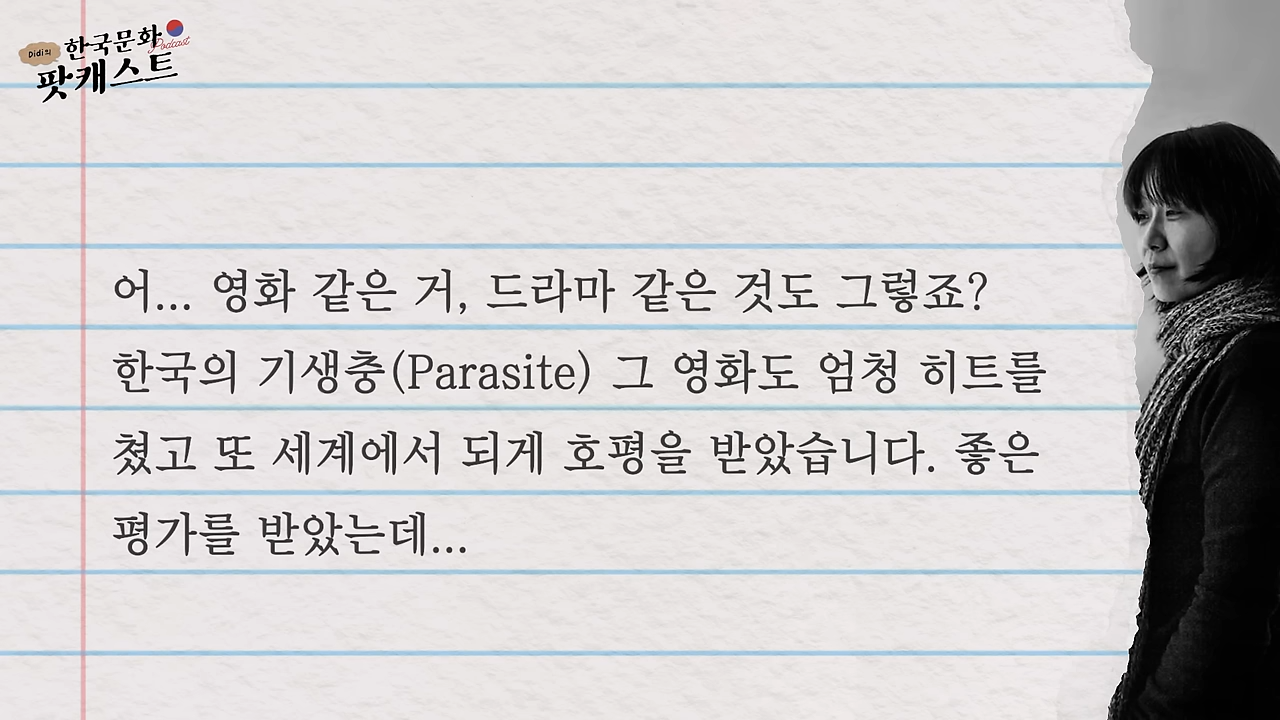 Didi의
한국문화
Podcast
팟캐스트
어... 영화 같은 거, 드라마 같은 것도 그렇죠?
한국의 기생충(Parasite) 그 영화도 엄청 히트를
쳤고 또 세계에서 되게 호평을 받았습니다. 좋은
평가를 받았는데...